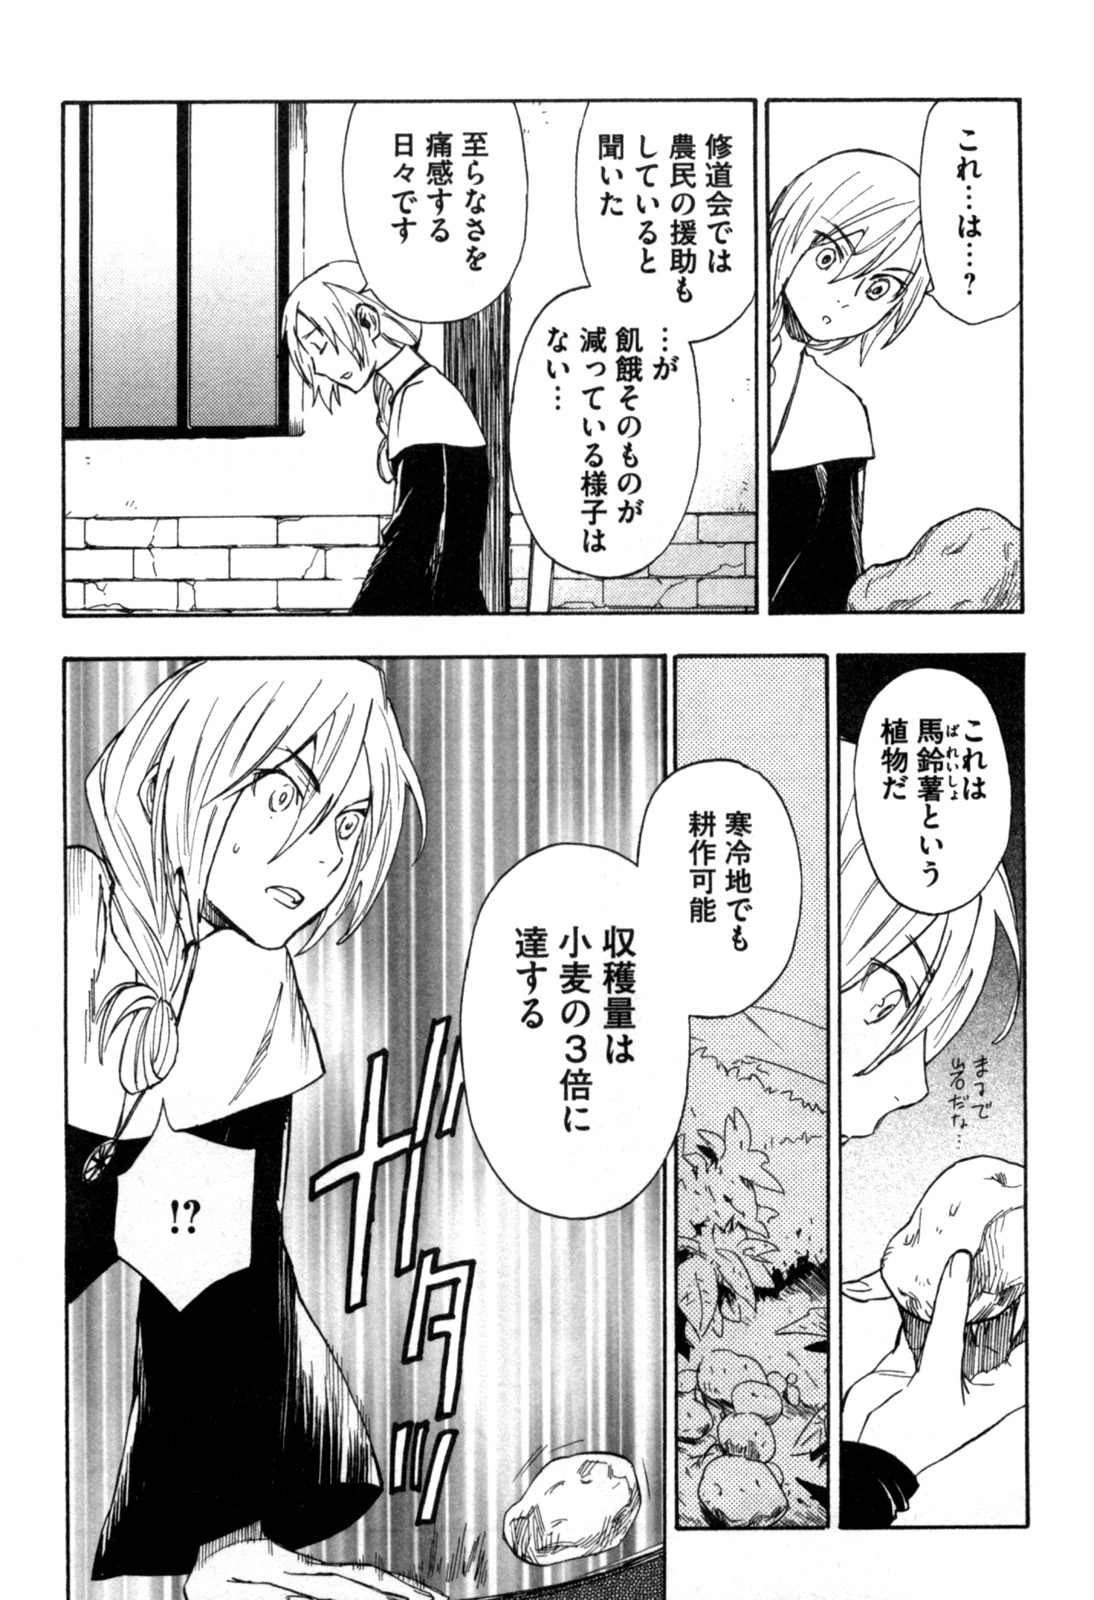 これ…は…？
修道会では
農民の援助も
していると
聞いた
…が
飢餓そのものが
減っている様子は
ない…
至らなさを
痛感する
日々です
これは
馬鈴薯という
ばれいしょ
植物だ
まるで
岩だな…
寒冷地でも
耕作可能
収穫量は
小麦の3倍に
達する
ガタッ
!?